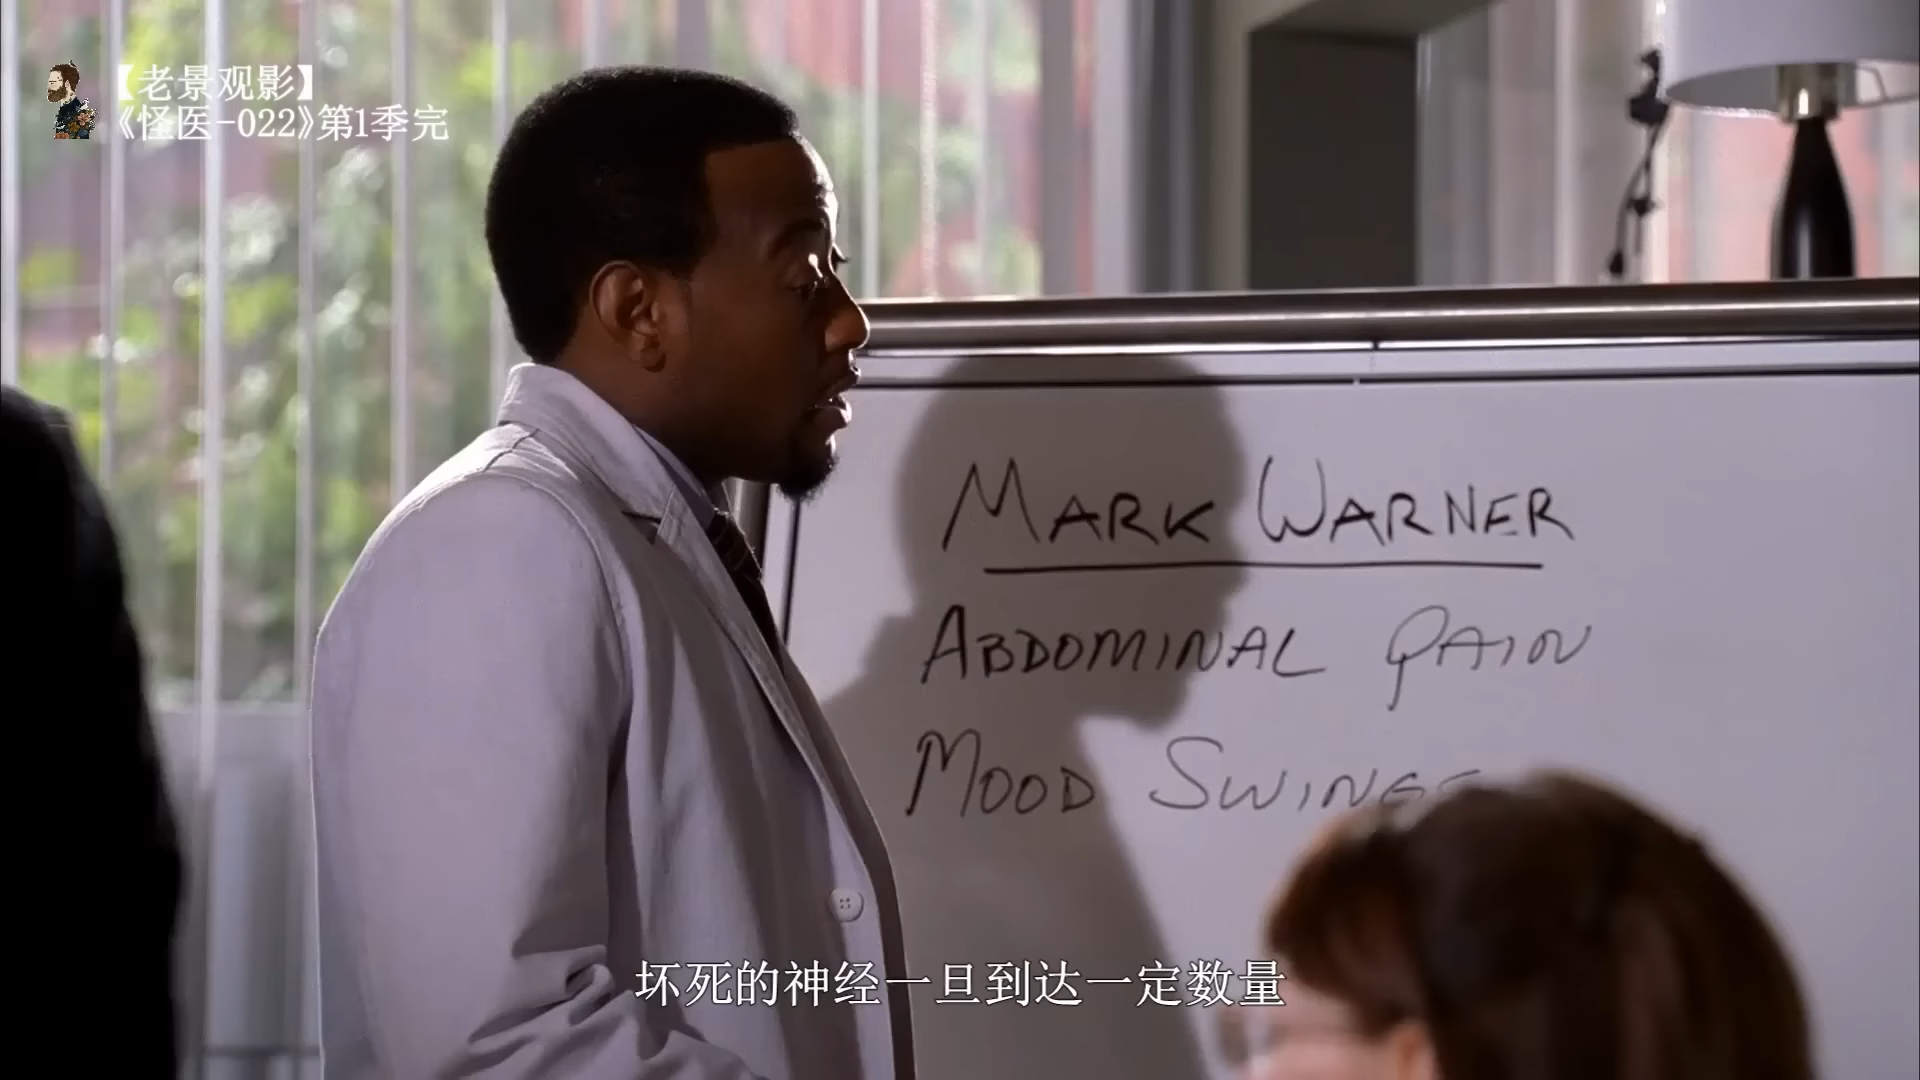 【老景观影】
《怪医-022》第1季完
MARK WARNER
ABDOMINAL PAIN
MOOD SWINGS
坏死的神经一旦到达一定数量